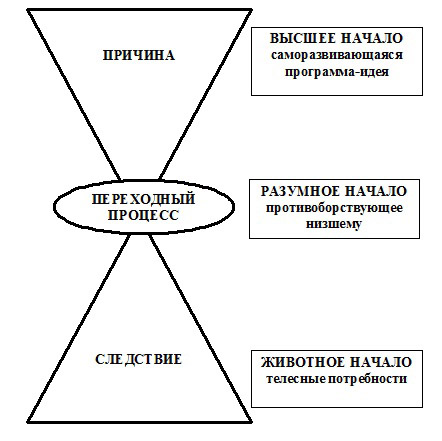 ПРИЧИНА
ВЫСШЕЕ НАЧАЛО
саморазвивающаяся
программа-идея
ПЕРЕХОДНЫЙ
ПРОЦЕСС
РАЗУМНОЕ НАЧАЛО
противоборствующее
низшему
СЛЕДСТВИЕ
ЖИВОТНОЕ НАЧАЛО
телесные потребности